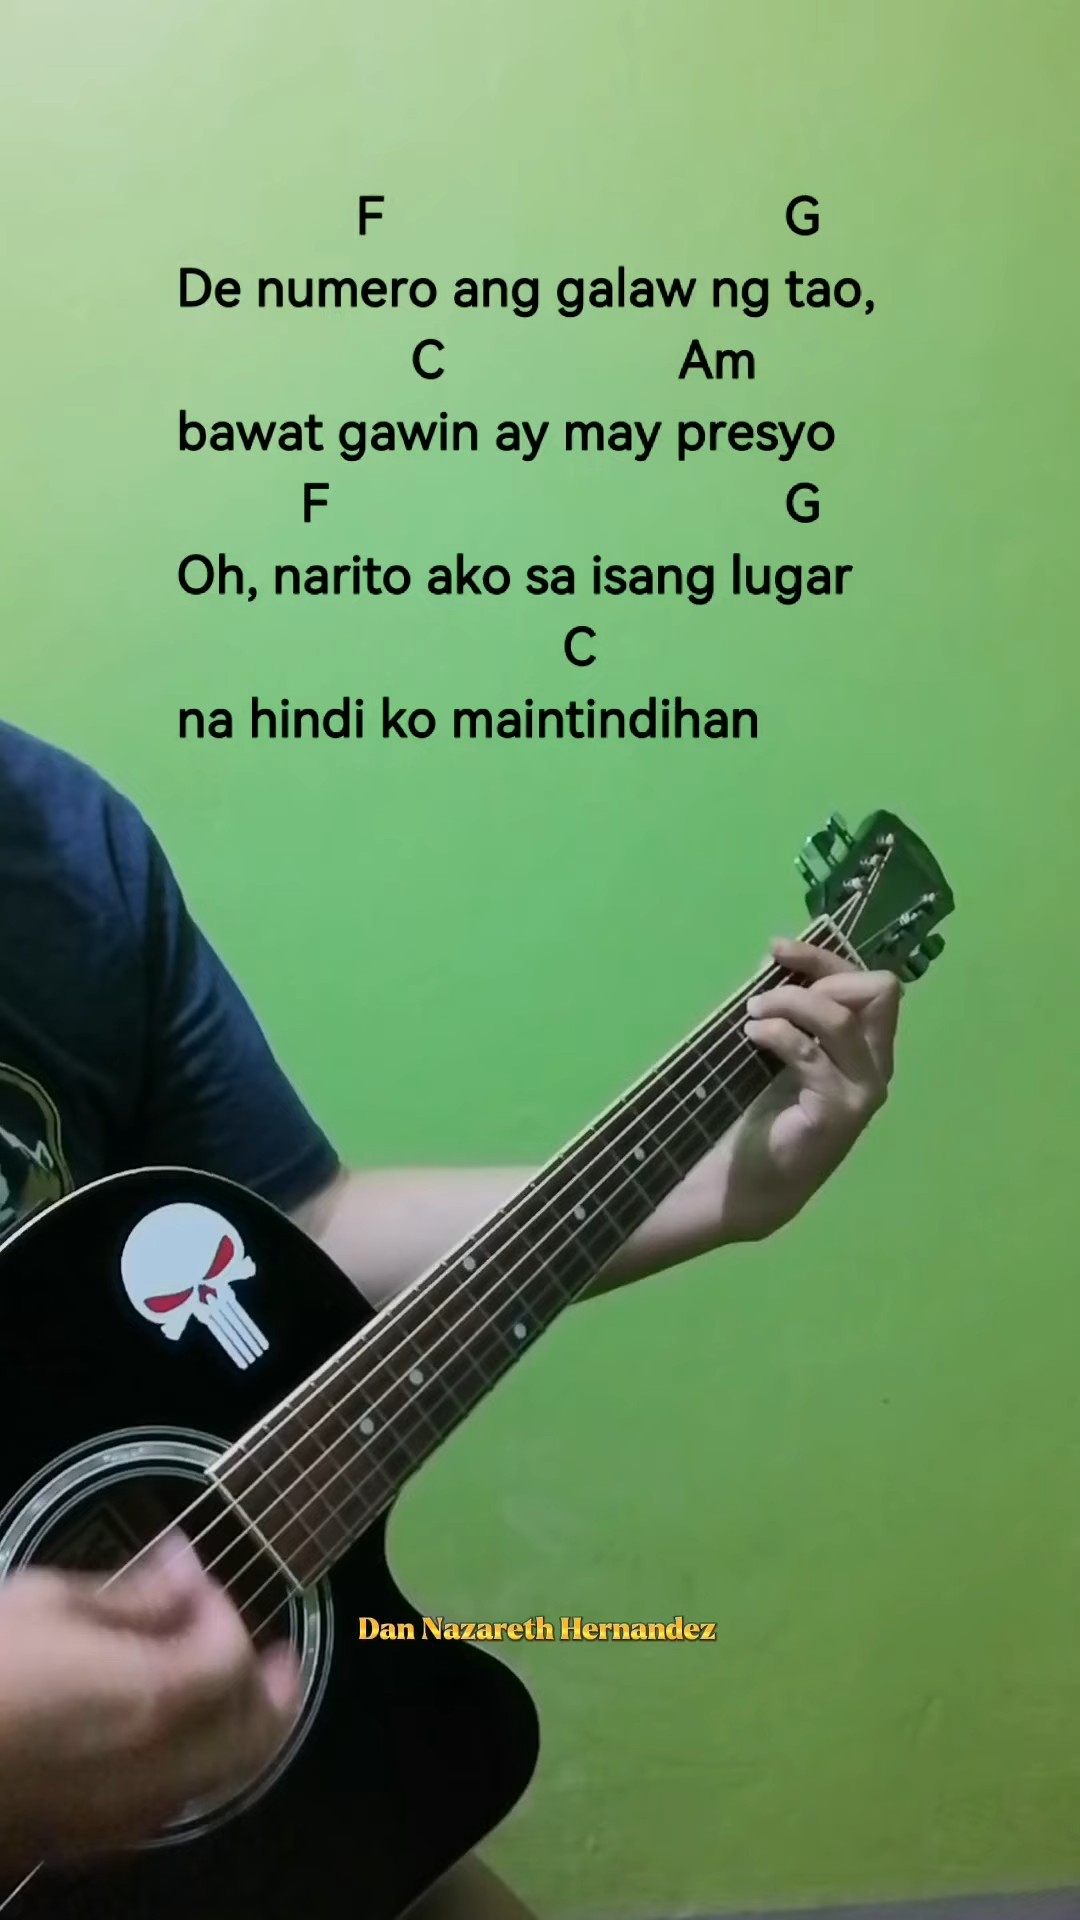 F G
De numero ang galaw ng tao,
C Am
bawat gawin ay may presyo
F G
Oh, narito ako sa isang lugar
C
na hindi ko maintindihan
Dan Nazareth Hernandez